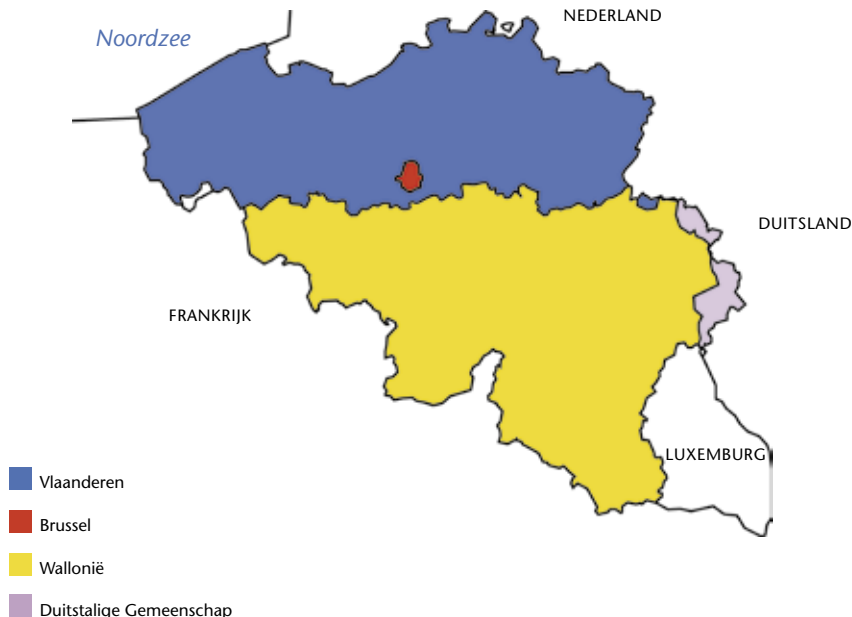 NEDERLAND
Noordzee
DUITSLAND
FRANKRIJK
LUXEMBURG
Vlaanderen
Brussel
Wallonië
Duitstalige Gemeenschap